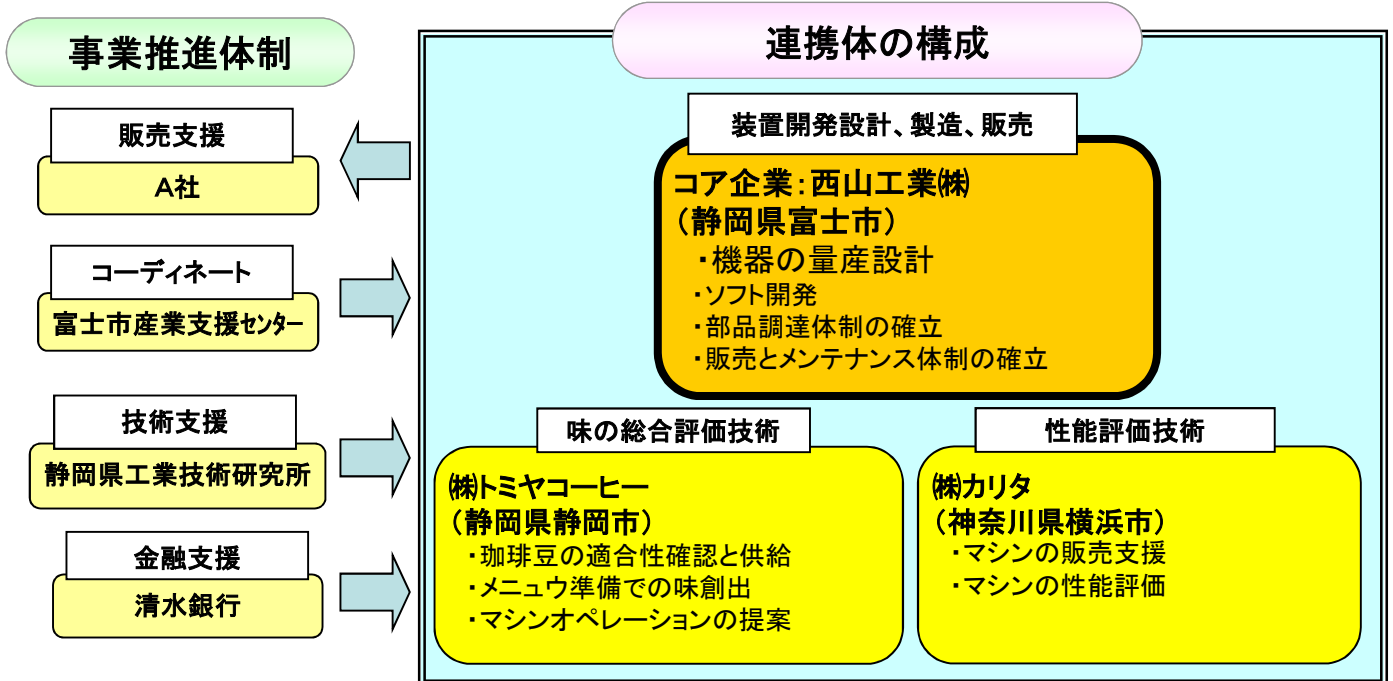 事業推進体制
販売支援
A社
コーディネート
富士市産業支援センター
技術支援
静岡県工業技術研究所
金融支援
清水銀行
連携体の構成
装置開発設計、製造、販売
コア企業:西山工業㈱
(静岡県富士市)
・機器の量産設計
・ソフト開発
・部品調達体制の確立
・販売とメンテナンス体制の確立
味の総合評価技術
㈱トミヤコーヒー
(静岡県静岡市)
・珈琲豆の適合性確認と供給
・メニュウ準備での味創出
・マシンオペレーションの提案
性能評価技術
㈱カリタ
(神奈川県横浜市)
・マシンの販売支援
・マシンの性能評価